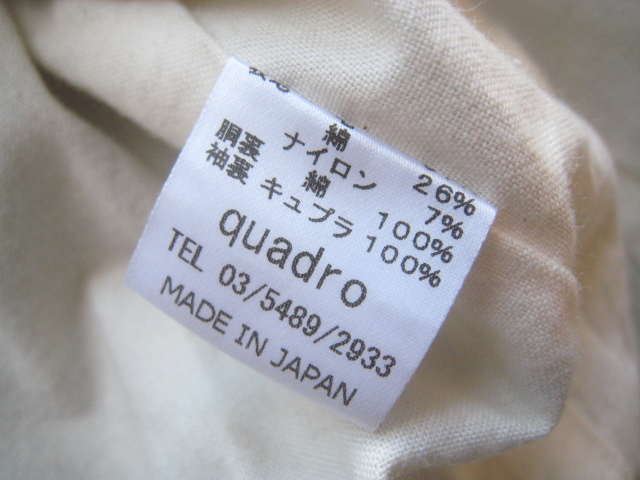 綿 26%
ナイロン 7%
胴裏 綿 100%
袖裏 キュプラ 100%
quadro
TEL 03/5489/2933
MADE IN JAPAN